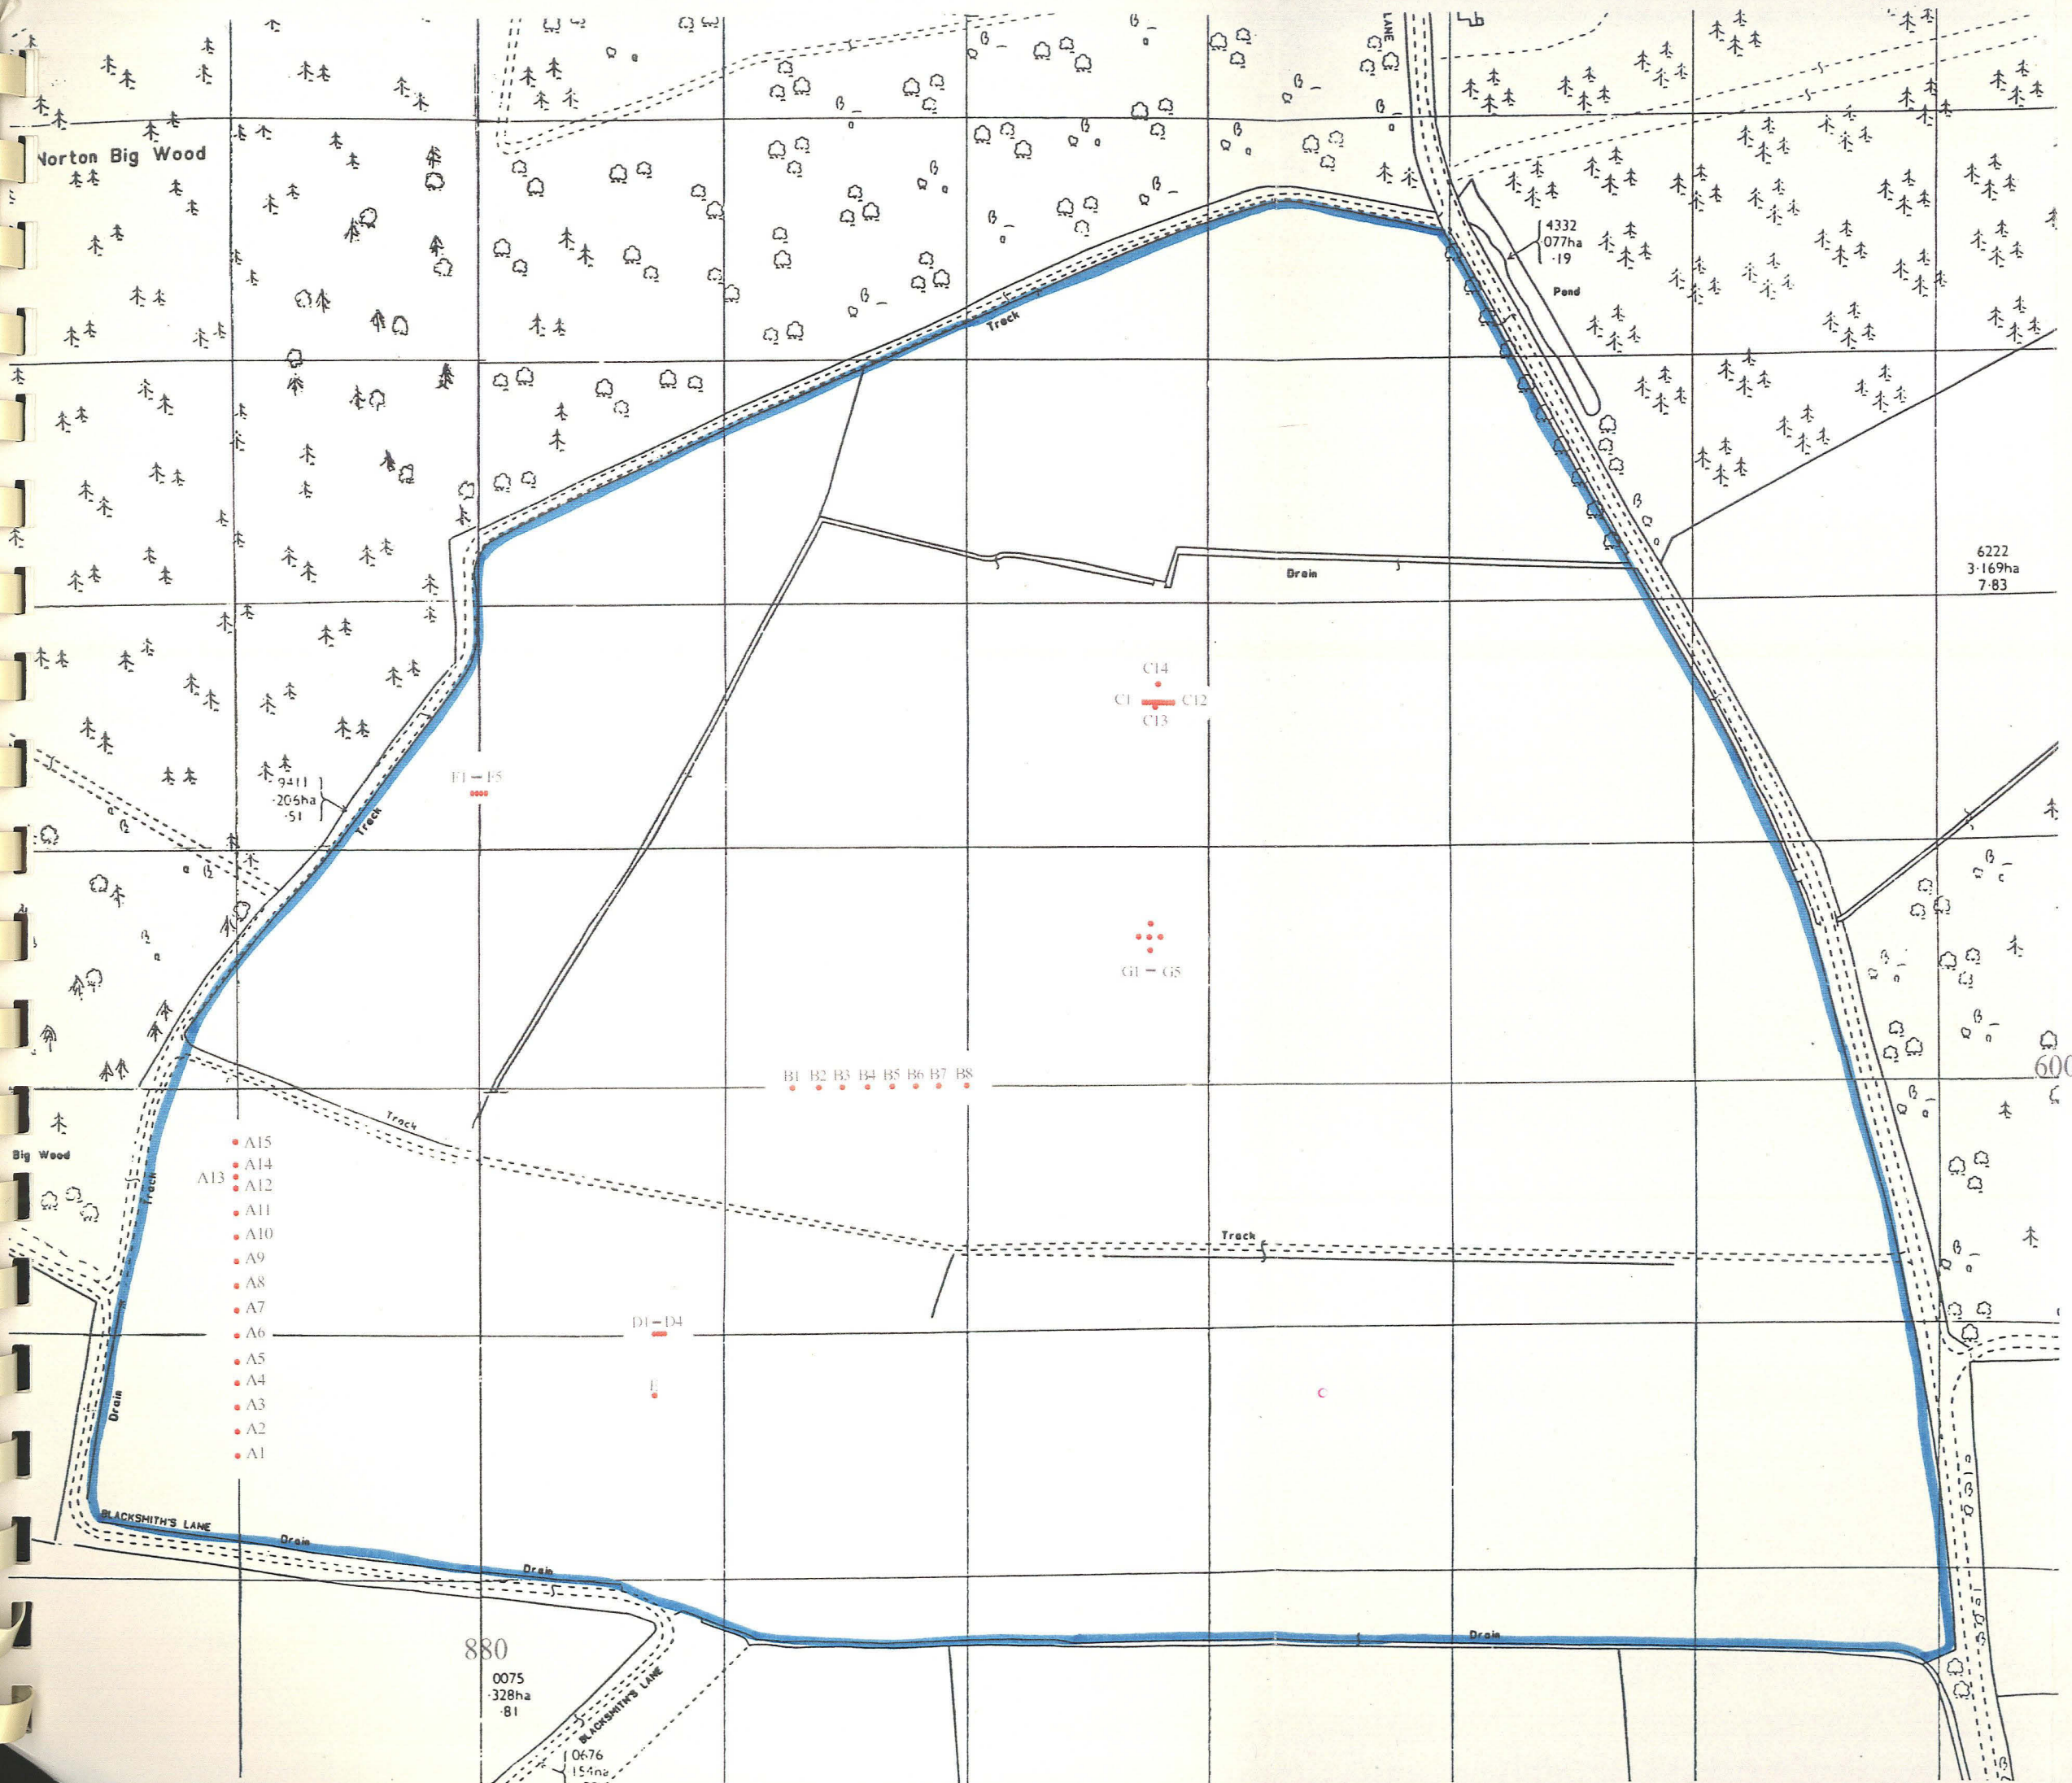 LANE
Norton Big Wood
4332
·077ha
·19
Pond
Track
Drain
6222
3·169ha
7·83
C14
C1
C12
C13
F1 – F5
9411
·206ha
·51
Track
G1 – G5
600
B1 B2 B3 B4 B5 B6 B7 B8
Track
A15
A14
A13
A12
A11
A10
A9
A8
A7
A6
A5
A4
A3
A2
A1
Big Wood
Track
Track
D1–D4
E
C
Drain
BLACKSMITH'S LANE
Drain
Drain
Drain
880
0075
·328ha
·81
BLACKSMITH'S LANE
0676